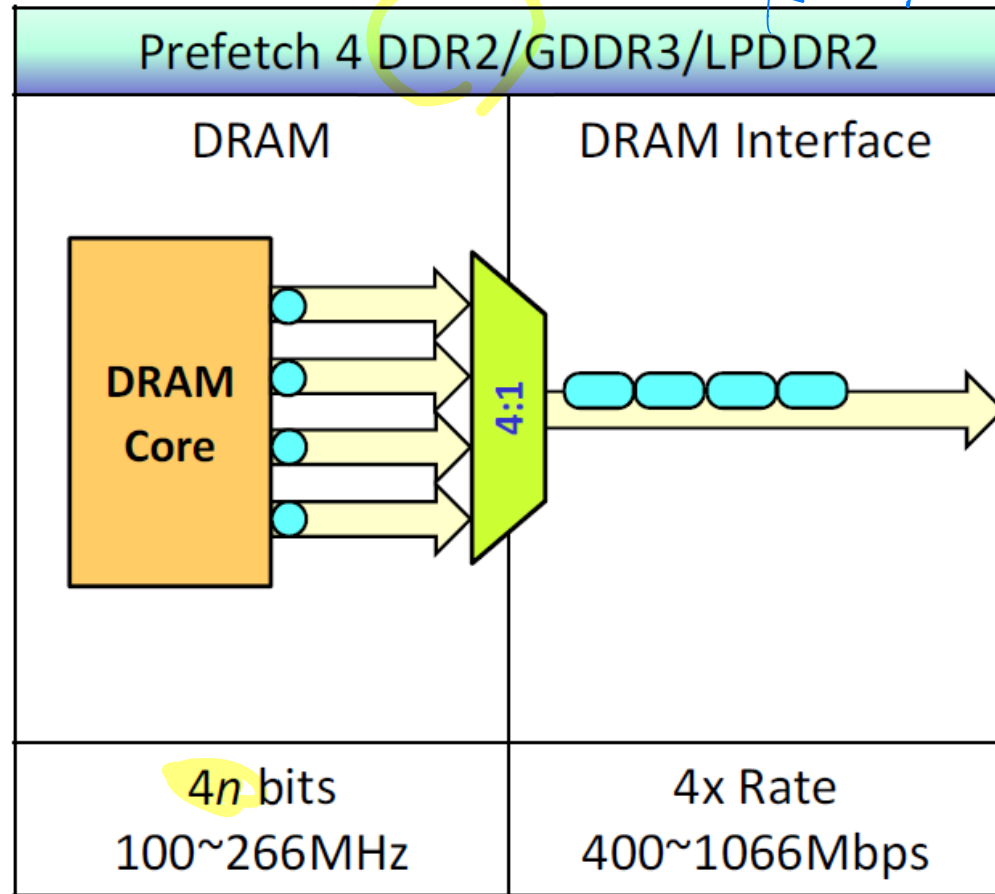 Prefetch 4 DDR2/GDDR3/LPDDR2
DRAM
DRAM Interface
DRAM
Core
4:1
4n bits
100~266MHz
4x Rate
400~1066Mbps